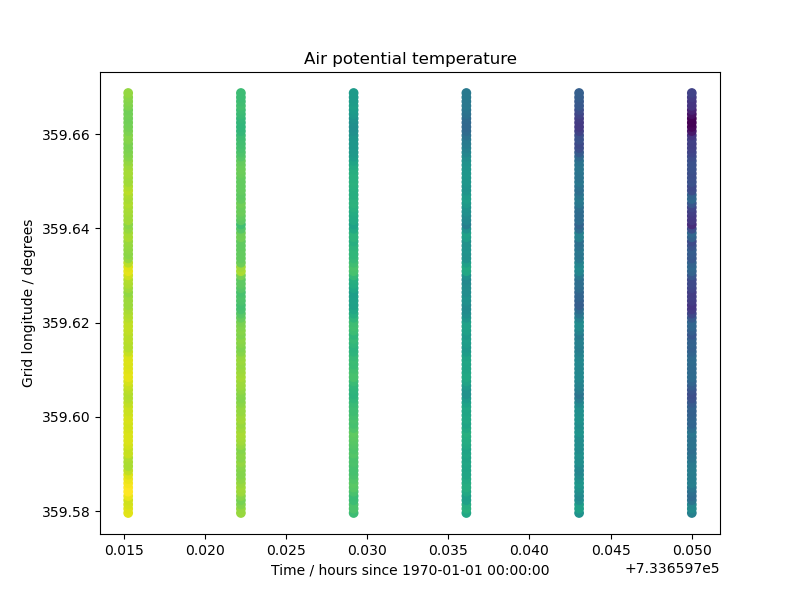 Air potential temperature
Grid longitude / degrees
359.66
359.64
359.62
359.60
359.58
0.015 0.020 0.025 0.030 0.035 0.040 0.045 0.050
Time / hours since 1970-01-01 00:00:00
+7.336597e5